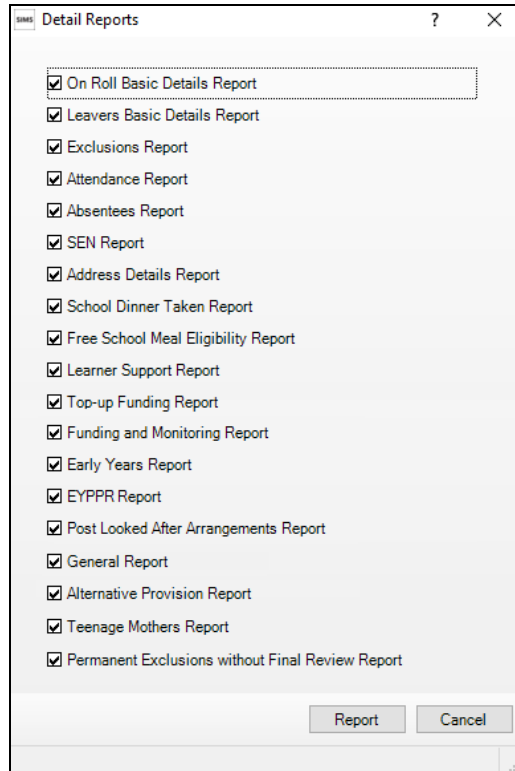 SIMS Detail Reports ? X
On Roll Basic Details Report
Leavers Basic Details Report
Exclusions Report
Attendance Report
Absentees Report
SEN Report
Address Details Report
School Dinner Taken Report
Free School Meal Eligibility Report
Learner Support Report
Top-up Funding Report
Funding and Monitoring Report
Early Years Report
EYPPR Report
Post Looked After Arrangements Report
General Report
Alternative Provision Report
Teenage Mothers Report
Permanent Exclusions without Final Review Report
Report Cancel